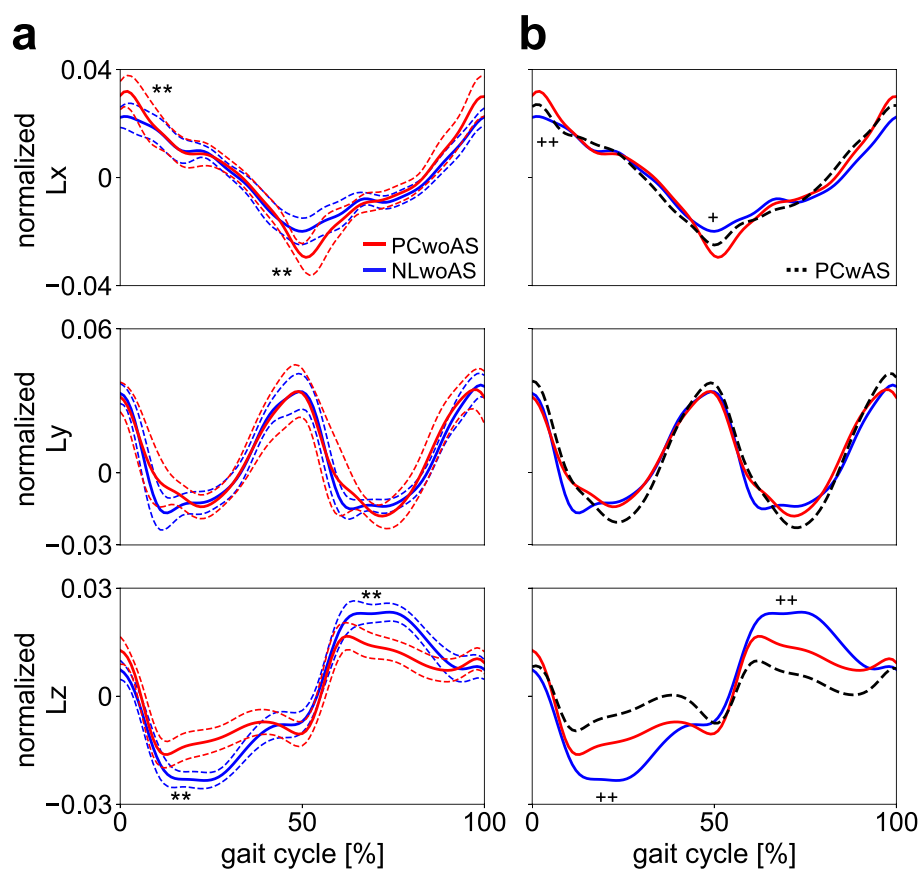 a
b
0.04
**
normalized
Lx
0
++
+
PCwoAS
**
NLwoAS
PCwAS
−0.04
0.06
normalized
Ly
0
−0.03
0.03
**
++
normalized
Lz
0
**
++
−0.03
0
50
100
0
50
100
gait cycle [%]
gait cycle [%]